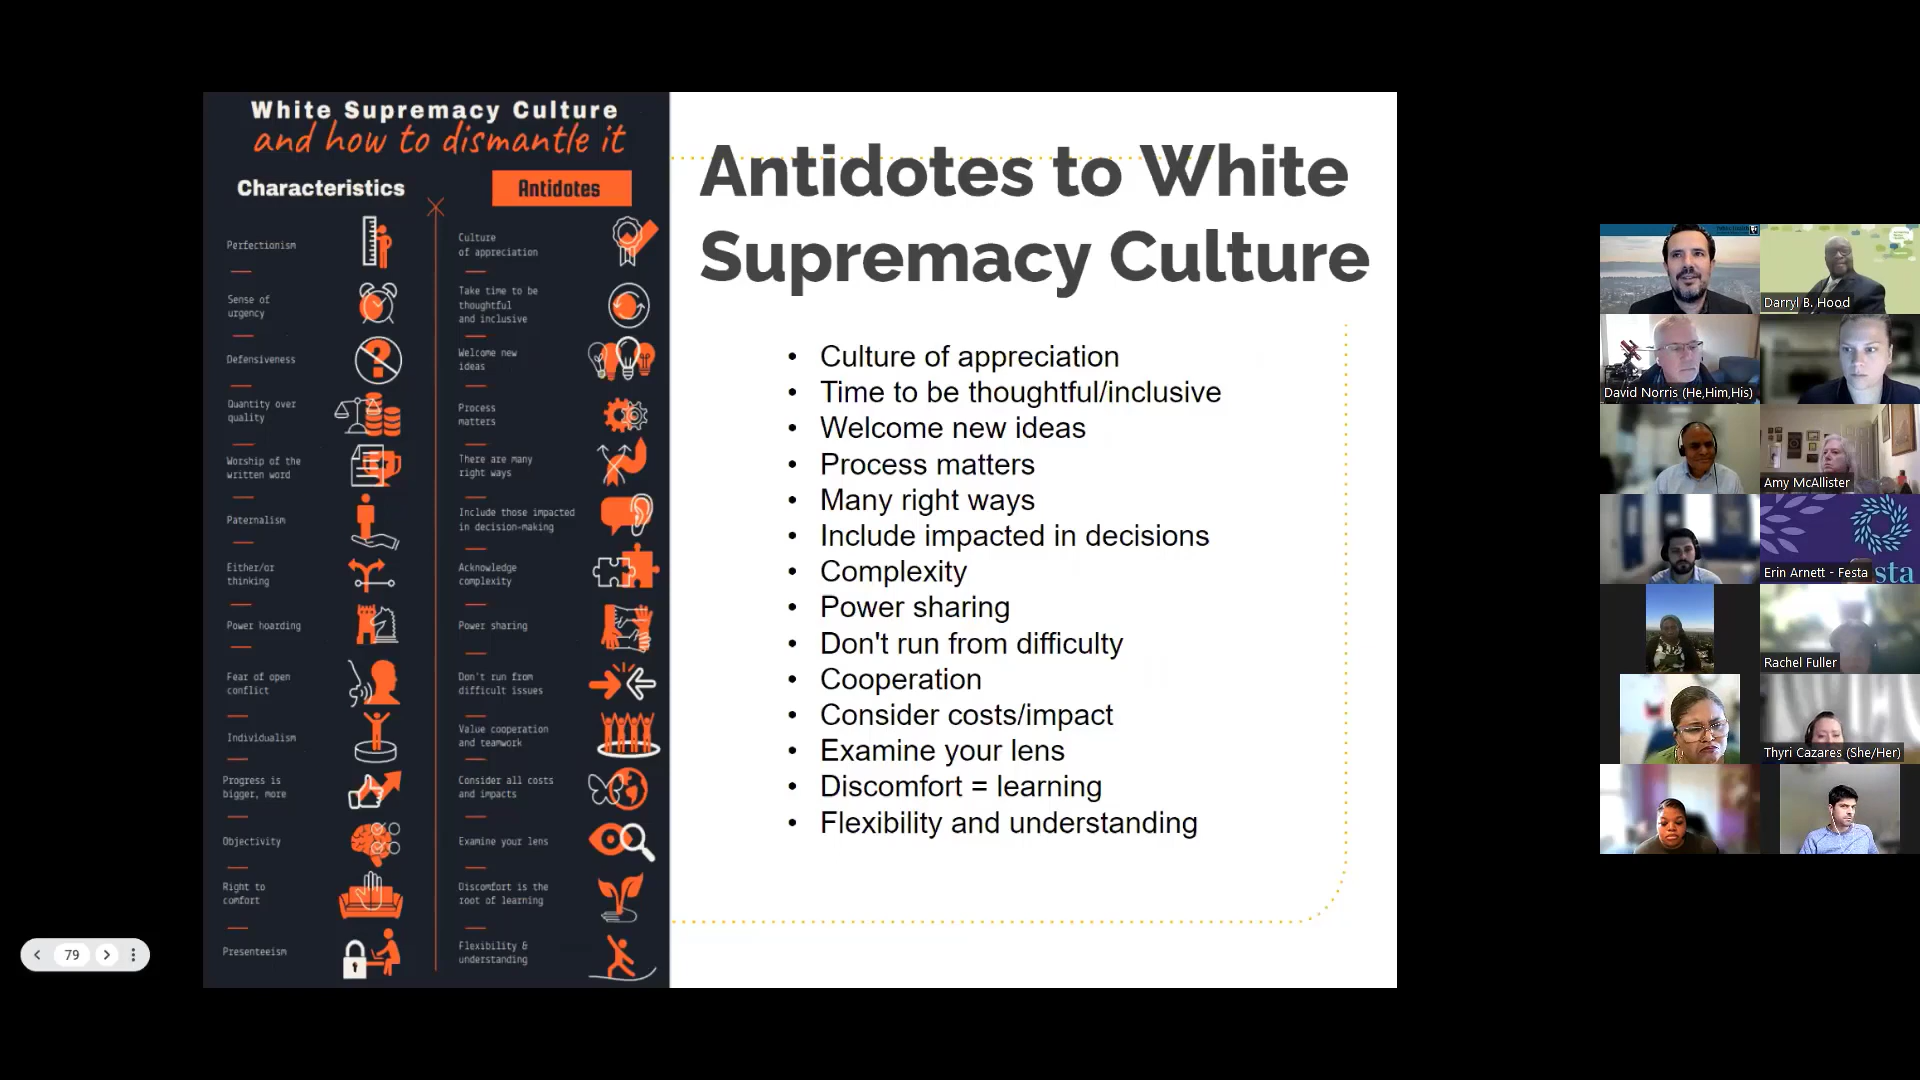 White Supremacy Culture
and how to dismantle it
Characteristics
Antidotes
Perfectionism
Culture
of appreciation
Sense of
urgency
Take time to be
thoughtful
and inclusive
Defensiveness
Welcome new
ideas
Quantity over
quality
Process
matters
Worship of the
written word
There are many
right ways
Paternalism
Include those impacted
in decision-making
Either/or
thinking
Acknowledge
complexity
Power hoarding
Power sharing
Fear of open
conflict
Don't run from
difficult issues
Individualism
Value cooperation
and teamwork
Progress is
bigger, more
Consider all costs
and impacts
Objectivity
Examine your lens
Right to
comfort
Discomfort is the
root of learning
Presenteeism
Flexibility &
understanding
Antidotes to White
Supremacy Culture
• Culture of appreciation
• Time to be thoughtful/inclusive
• Welcome new ideas
• Process matters
• Many right ways
• Include impacted in decisions
• Complexity
• Power sharing
• Don't run from difficulty
• Cooperation
• Consider costs/impact
• Examine your lens
• Discomfort = learning
• Flexibility and understanding
79
Darryl B. Hood
David Norris (He,Him,His)
Amy McAllister
Erin Arnett - Festa
sta
Rachel Fuller
Thyri Cazares (She/Her)